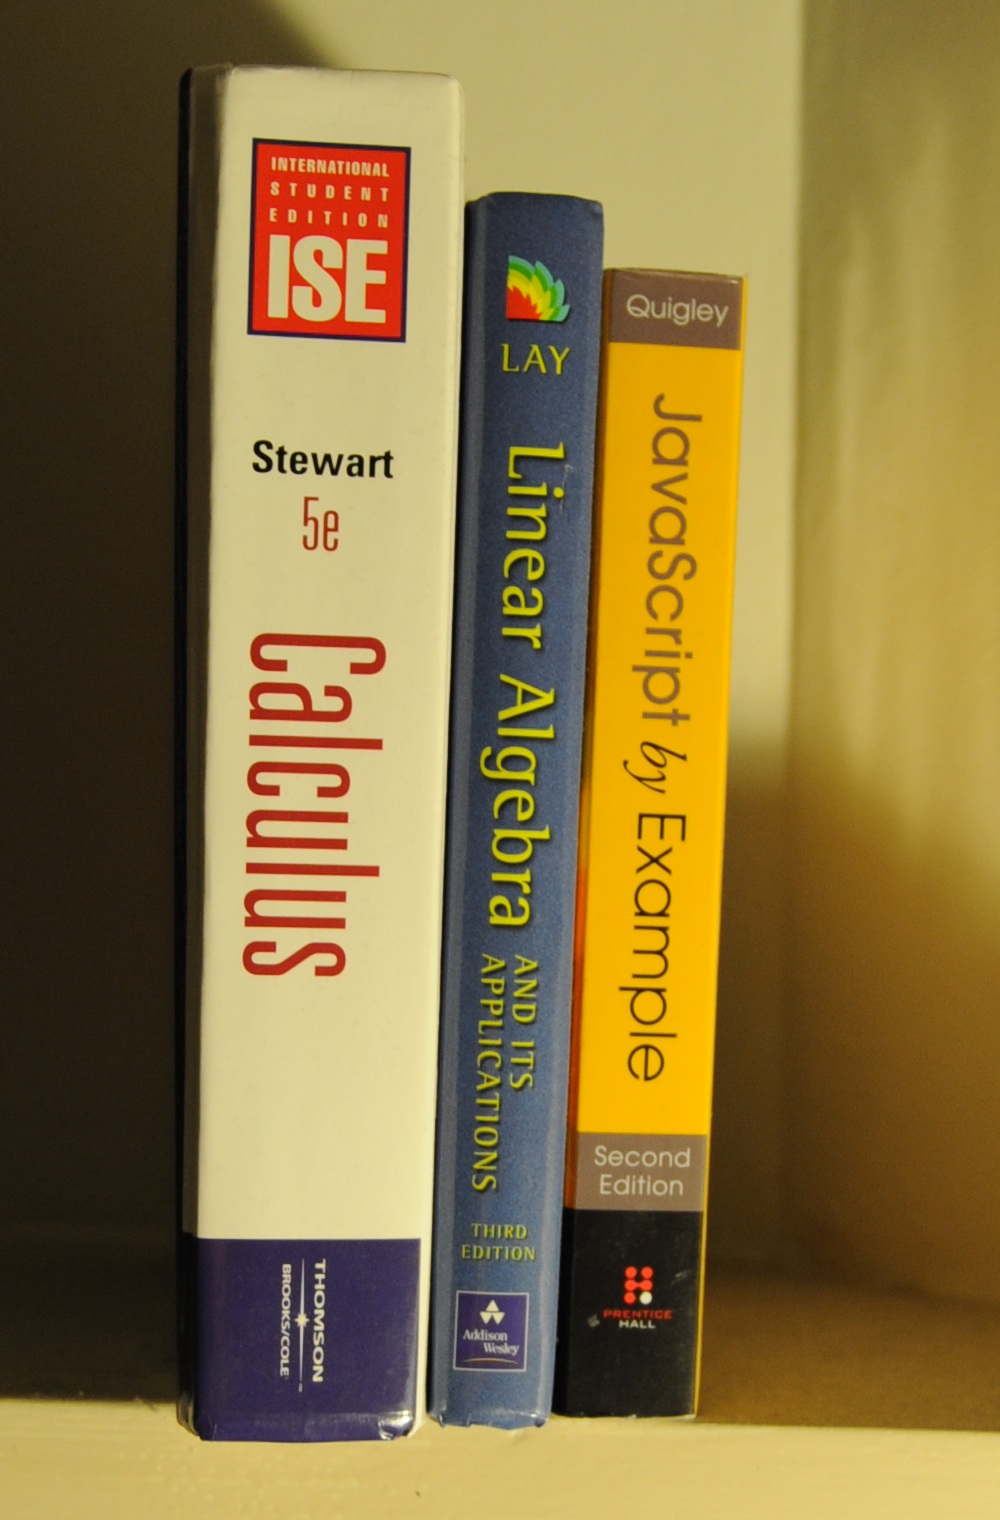 INTERNATIONAL
STUDENT
EDITION
ISE
Stewart
5e
Calculus
THOMSON
BROOKS/COLE
LAY
Linear Algebra
AND ITS
APPLICATIONS
THIRD
EDITION
Addison
Wesley
Quigley
JavaScript by Example
Second
Edition
PRENTICE
HALL